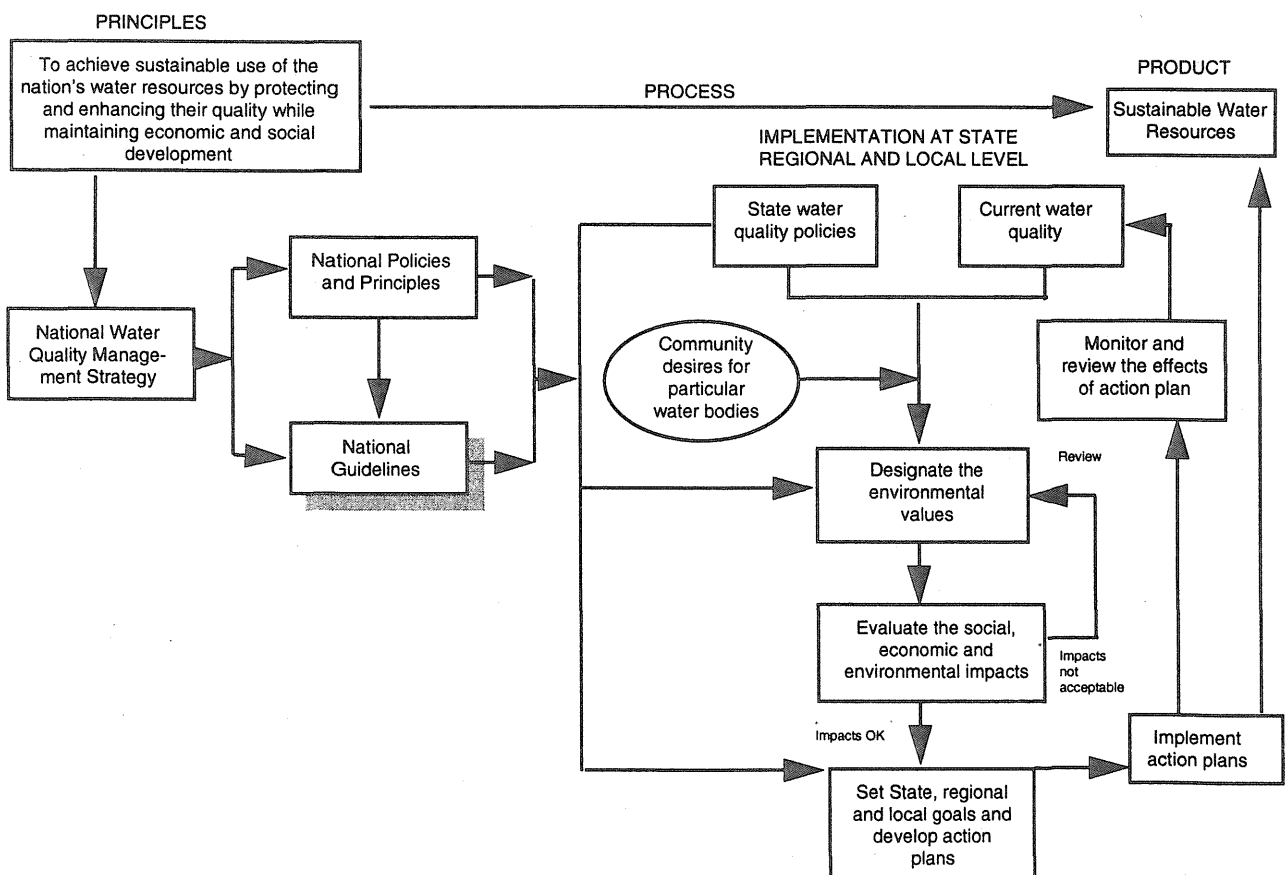 PRINCIPLES
To achieve sustainable use of the
nation's water resources by protecting
and enhancing their quality while
maintaining economic and social
development
PROCESS
PRODUCT
Sustainable Water
Resources
IMPLEMENTATION AT STATE
REGIONAL AND LOCAL LEVEL
State water
quality policies
Current water
quality
National Policies
and Principles
National Water
Quality Manage-
ment Strategy
Community
desires for
particular
water bodies
Monitor and
review the effects
of action plan
National
Guidelines
Designate the
environmental
values
Review
Evaluate the social,
economic and
environmental impacts
Impacts
not
acceptable
Impacts OK
Implement
action plans
Set State, regional
and local goals and
develop action
plans